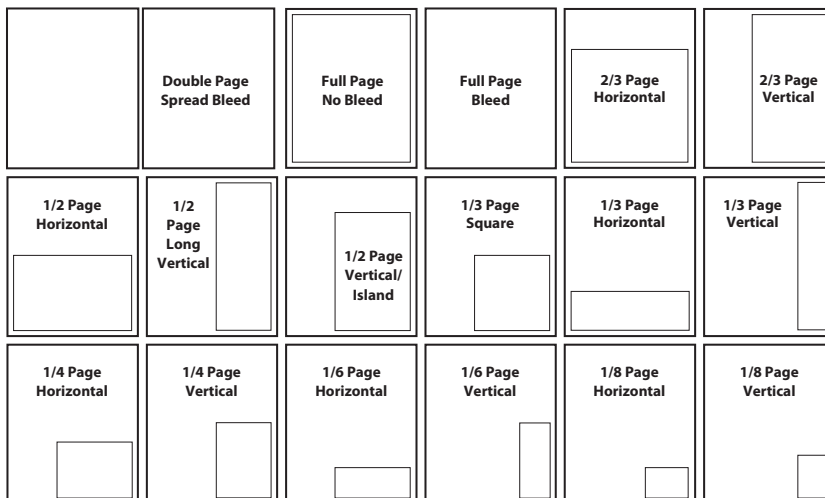 Double Page
Spread Bleed
Full Page
No Bleed
Full Page
Bleed
2/3 Page
Horizontal
2/3 Page
Vertical
1/2 Page
Horizontal
1/2
Page
Long
Vertical
1/2 Page
Vertical/
Island
1/3 Page
Square
1/3 Page
Horizontal
1/3 Page
Vertical
1/4 Page
Horizontal
1/4 Page
Vertical
1/6 Page
Horizontal
1/6 Page
Vertical
1/8 Page
Horizontal
1/8 Page
Vertical